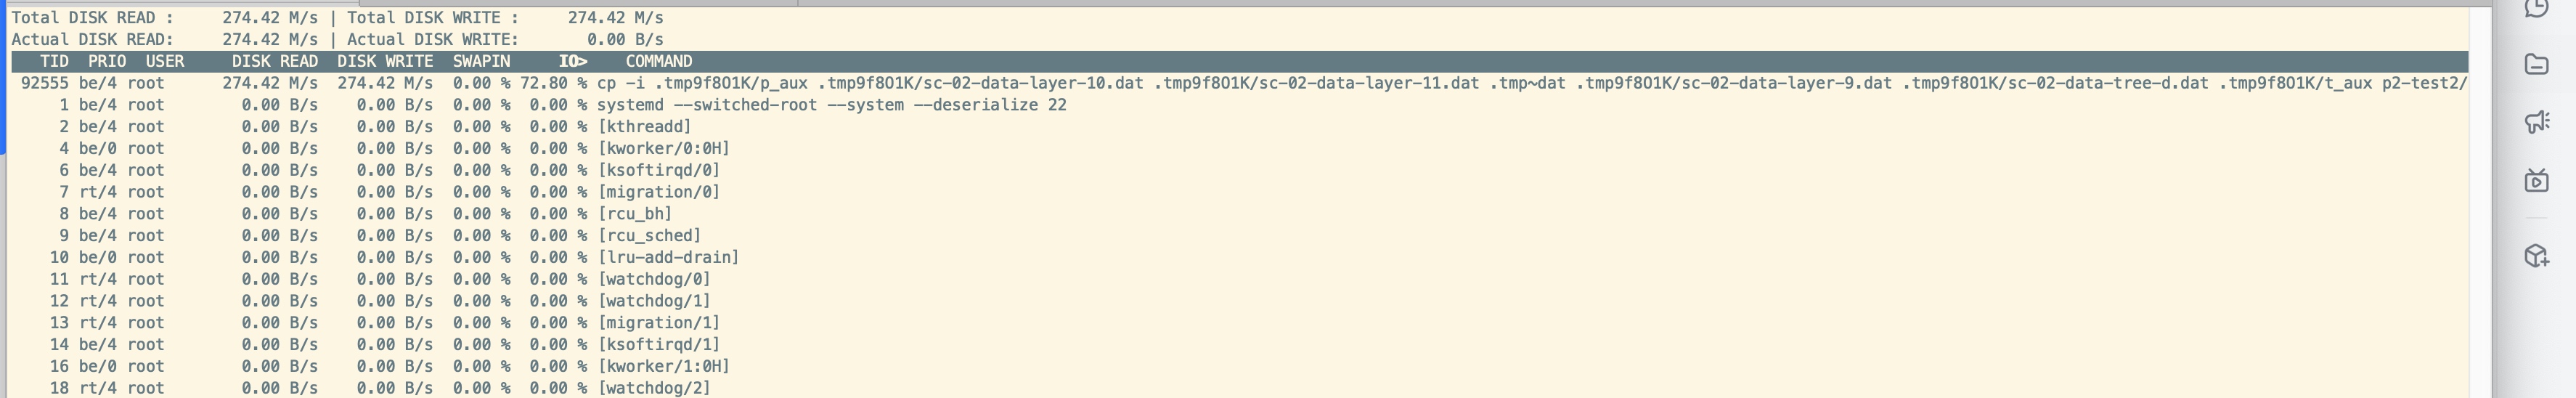 Total DISK READ :     274.42 M/s | Total DISK WRITE :     274.42 M/s
Actual DISK READ:     274.42 M/s | Actual DISK WRITE:       0.00 B/s
TID  PRIO  USER     DISK READ  DISK WRITE  SWAPIN     IO>    COMMAND
92555 be/4 root      274.42 M/s  274.42 M/s  0.00 % 72.80 % cp -i .tmp9f8O1K/p_aux .tmp9f8O1K/sc-02-data-layer-10.dat .tmp9f8O1K/sc-02-data-layer-11.dat .tmp~dat .tmp9f8O1K/sc-02-data-layer-9.dat .tmp9f8O1K/sc-02-data-tree-d.dat .tmp9f8O1K/t_aux p2-test2/
1 be/4 root        0.00 B/s    0.00 B/s  0.00 %  0.00 % systemd --switched-root --system --deserialize 22
2 be/4 root        0.00 B/s    0.00 B/s  0.00 %  0.00 % [kthreadd]
4 be/0 root        0.00 B/s    0.00 B/s  0.00 %  0.00 % [kworker/0:0H]
6 be/4 root        0.00 B/s    0.00 B/s  0.00 %  0.00 % [ksoftirqd/0]
7 rt/4 root        0.00 B/s    0.00 B/s  0.00 %  0.00 % [migration/0]
8 be/4 root        0.00 B/s    0.00 B/s  0.00 %  0.00 % [rcu_bh]
9 be/4 root        0.00 B/s    0.00 B/s  0.00 %  0.00 % [rcu_sched]
10 be/0 root        0.00 B/s    0.00 B/s  0.00 %  0.00 % [lru-add-drain]
11 rt/4 root        0.00 B/s    0.00 B/s  0.00 %  0.00 % [watchdog/0]
12 rt/4 root        0.00 B/s    0.00 B/s  0.00 %  0.00 % [watchdog/1]
13 rt/4 root        0.00 B/s    0.00 B/s  0.00 %  0.00 % [migration/1]
14 be/4 root        0.00 B/s    0.00 B/s  0.00 %  0.00 % [ksoftirqd/1]
16 be/0 root        0.00 B/s    0.00 B/s  0.00 %  0.00 % [kworker/1:0H]
18 rt/4 root        0.00 B/s    0.00 B/s  0.00 %  0.00 % [watchdog/2]